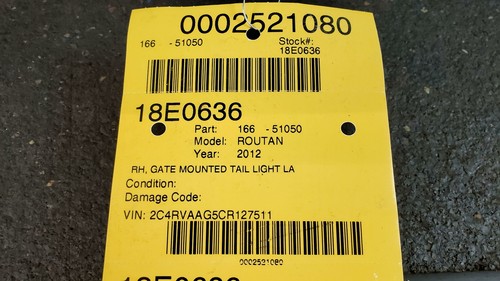 0002521080
166 - 51050 Stock#:
18E0636
18E0636
Part: 166 - 51050
Model: ROUTAN
Year: 2012
RH, GATE MOUNTED TAIL LIGHT LA
Condition:
Damage Code:
VIN: 2C4RVAAG5CR127511
0002521080
18E0636